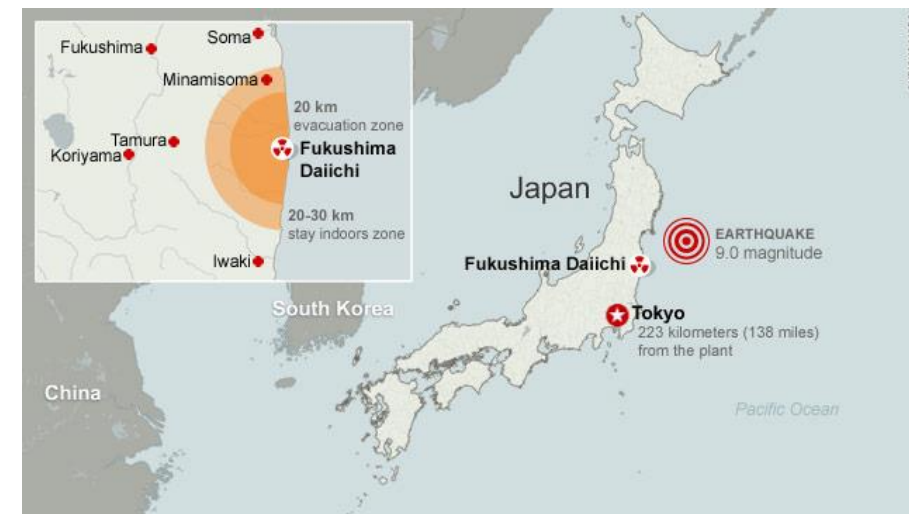 Fukushima
Soma
Minamisoma
20 km
evacuation zone
Tamura
Koriyama
Fukushima
Daiichi
20-30 km
stay indoors zone
Iwaki
Japan
EARTHQUAKE
9.0 magnitude
Fukushima Daiichi
South Korea
Tokyo
223 kilometers (138 miles)
from the plant
China
Pacific Ocean